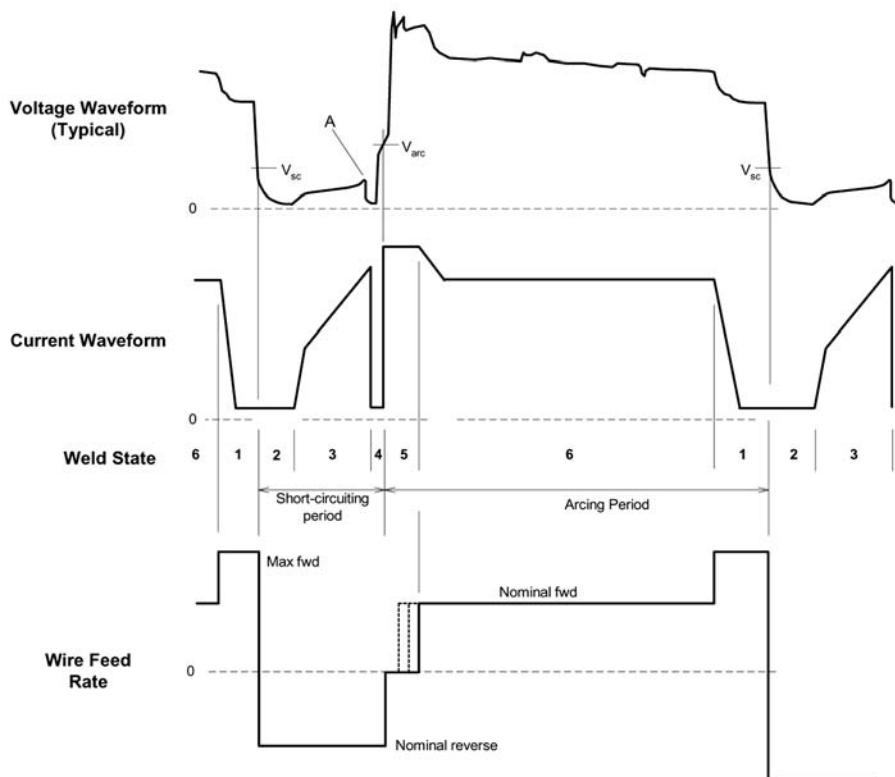 Voltage Waveform
(Typical)
A
V_sc
V_arc
V_sc
0
Current Waveform
0
Weld State
6 1 2 3 4 5 6 1 2 3
Short-circuiting
period
Arcing Period
Max fwd
Nominal fwd
Wire Feed
Rate
0
Nominal reverse